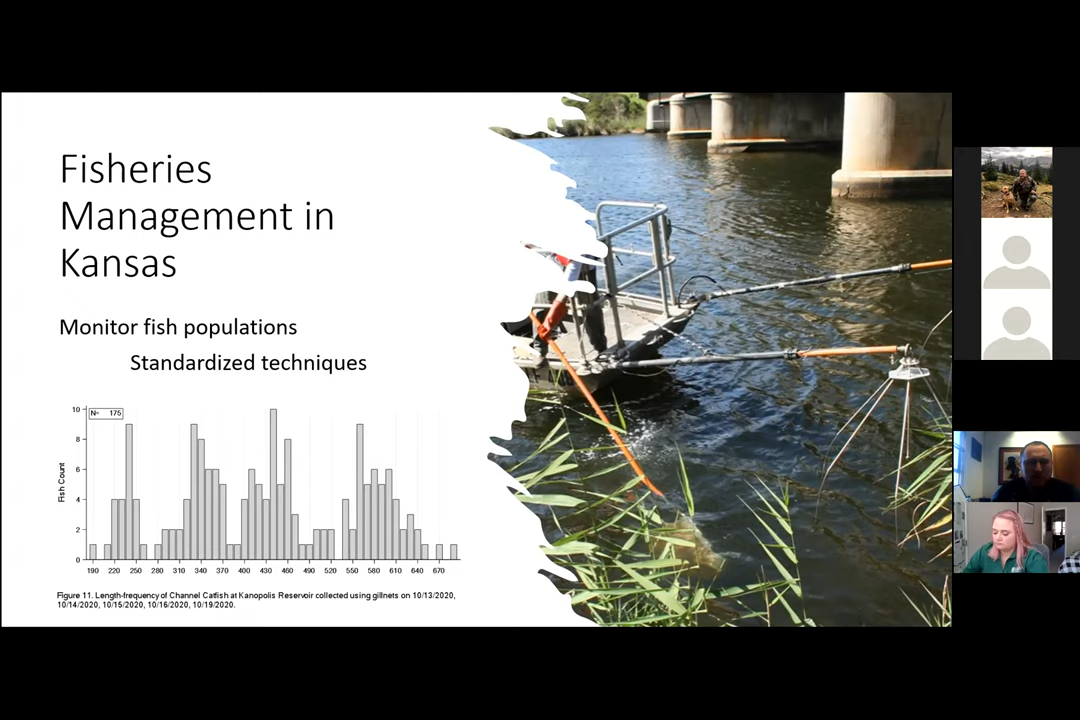 Fisheries
Management in
Kansas
Monitor fish populations
Standardized techniques
N= 175
Fish Count
10
8
6
4
2
0
190 220 250 280 310 340 370 400 430 460 490 520 550 580 610 640 670
Figure 11. Length-frequency of Channel Catfish at Kanopolis Reservoir collected using gillnets on 10/13/2020,
10/14/2020, 10/15/2020, 10/16/2020, 10/19/2020.